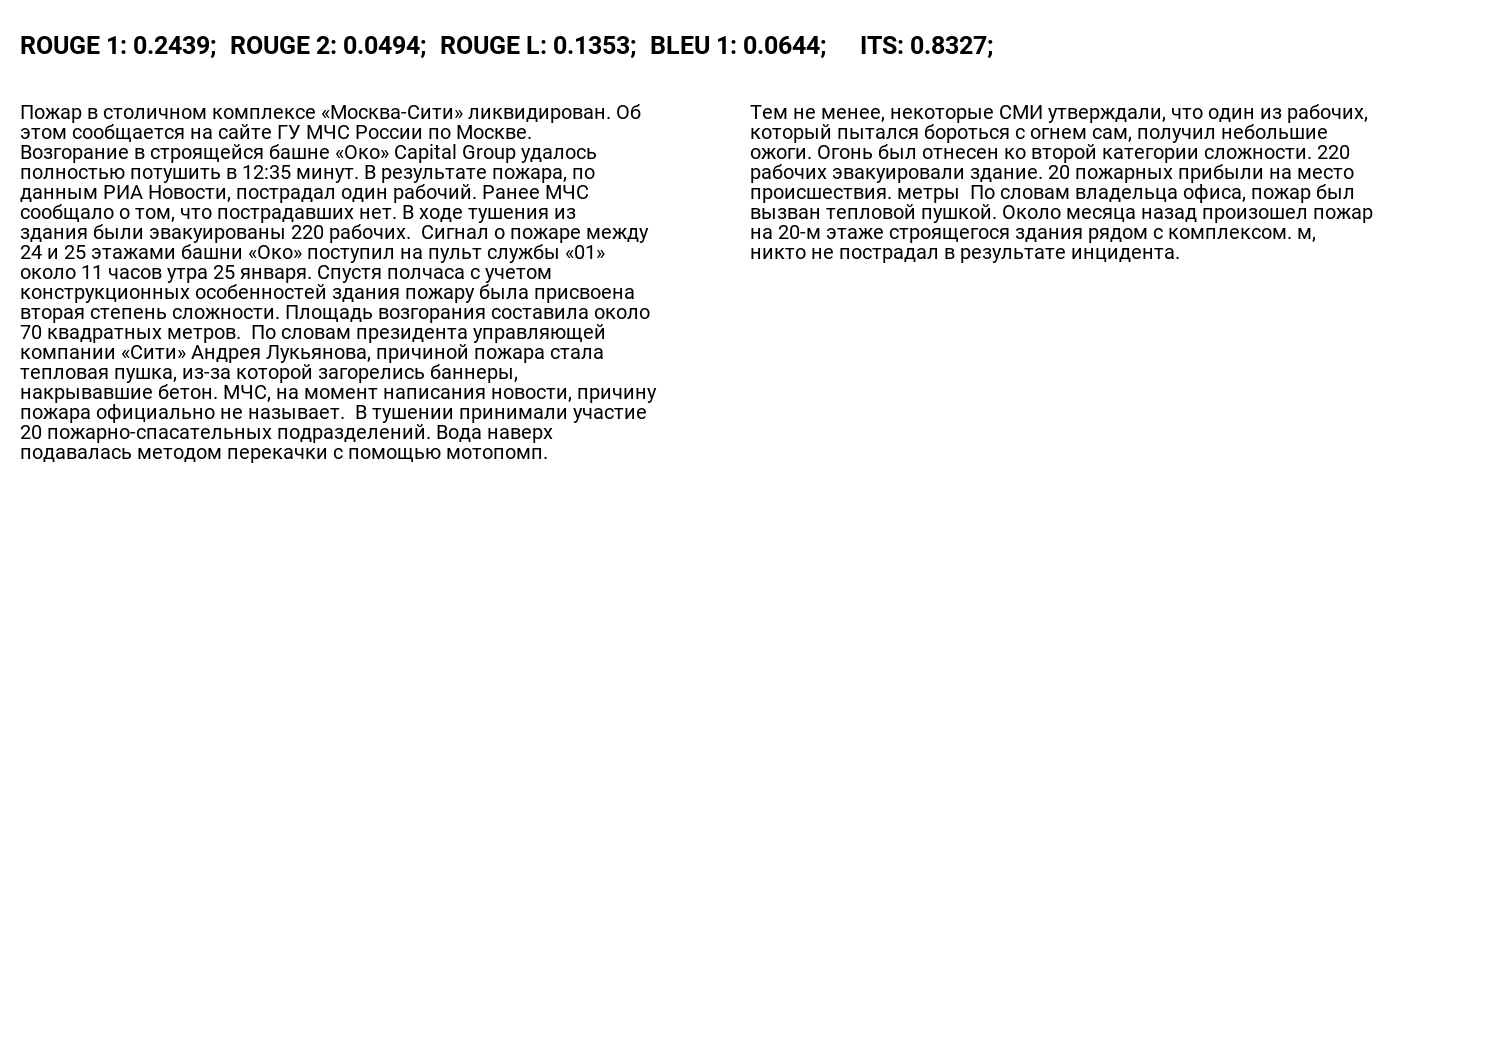 ROUGE 1: 0.2439;  ROUGE 2: 0.0494;  ROUGE L: 0.1353;  BLEU 1: 0.0644;     ITS: 0.8327;
Пожар в столичном комплексе «Москва-Сити» ликвидирован. Об
этом сообщается на сайте ГУ МЧС России по Москве.
Возгорание в строящейся башне «Око» Capital Group удалось
полностью потушить в 12:35 минут. В результате пожара, по
данным РИА Новости, пострадал один рабочий. Ранее МЧС
сообщало о том, что пострадавших нет. В ходе тушения из
здания были эвакуированы 220 рабочих.  Сигнал о пожаре между
24 и 25 этажами башни «Око» поступил на пульт службы «01»
около 11 часов утра 25 января. Спустя полчаса с учетом
конструкционных особенностей здания пожару была присвоена
вторая степень сложности. Площадь возгорания составила около
70 квадратных метров.  По словам президента управляющей
компании «Сити» Андрея Лукьянова, причиной пожара стала
тепловая пушка, из-за которой загорелись баннеры,
накрывавшие бетон. МЧС, на момент написания новости, причину
пожара официально не называет.  В тушении принимали участие
20 пожарно-спасательных подразделений. Вода наверх
подавалась методом перекачки с помощью мотопомп.
Тем не менее, некоторые СМИ утверждали, что один из рабочих,
который пытался бороться с огнем сам, получил небольшие
ожоги. Огонь был отнесен ко второй категории сложности. 220
рабочих эвакуировали здание. 20 пожарных прибыли на место
происшествия. метры  По словам владельца офиса, пожар был
вызван тепловой пушкой. Около месяца назад произошел пожар
на 20-м этаже строящегося здания рядом с комплексом. м,
никто не пострадал в результате инцидента.